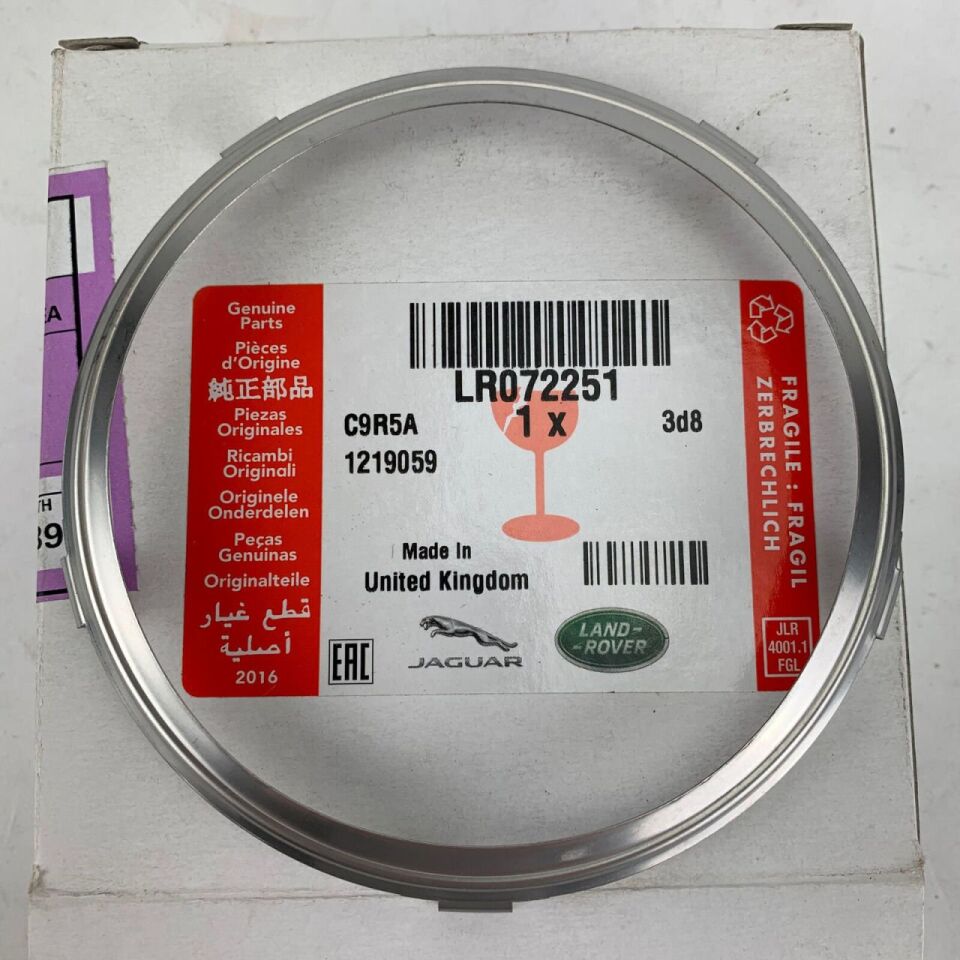 Genuine
Parts
Pièces
d'Origine
純正部品
Piezas
Originales
Ricambi
Originali
Originele
Onderdelen
Peças
Genuinas
Originalteile
قطع غيار
أصلية
2016
LR072251
1 x
C9R5A
3d8
1219059
Made In
United Kingdom
EAC
JAGUAR
LAND-
-ROVER
FRAGILE : FRAGIL
ZERBRECHLICH
JLR
4001.1
FGL